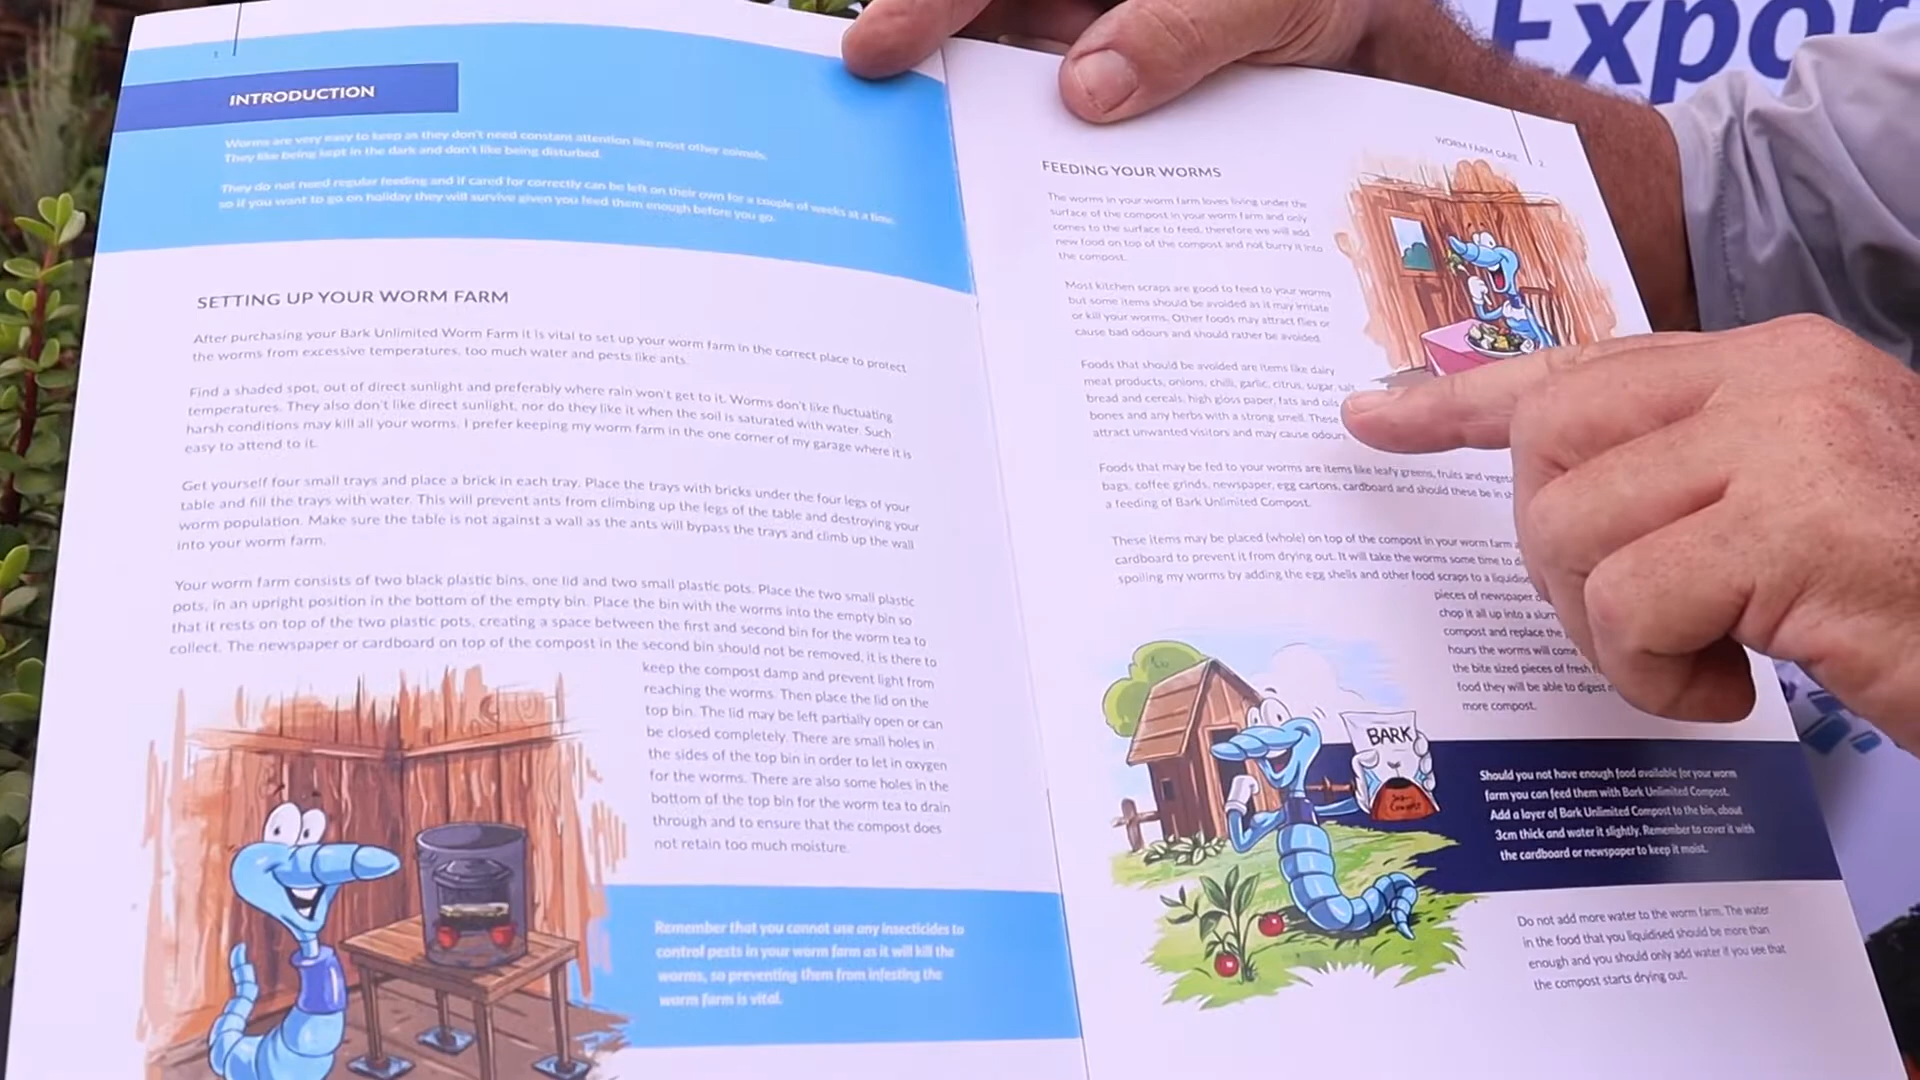 Expor
1
INTRODUCTION
Worms are very easy to keep as they don't need constant attention like most other animals.
They like being kept in the dark and don't like being disturbed.
They do not need regular feeding and if cared for correctly can be left on their own for a couple of weeks at a time,
so if you want to go on holiday they will survive given you feed them enough before you go.
SETTING UP YOUR WORM FARM
After purchasing your Bark Unlimited Worm Farm it is vital to set up your worm farm in the correct place to protect
the worms from excessive temperatures, too much water and pests like ants.
Find a shaded spot, out of direct sunlight and preferably where rain won't get to it. Worms don't like fluctuating
temperatures. They also don't like direct sunlight, nor do they like it when the soil is saturated with water. Such
harsh conditions may kill all your worms. I prefer keeping my worm farm in the one corner of my garage where it is
easy to attend to it.
Get yourself four small trays and place a brick in each tray. Place the trays with bricks under the four legs of your
table and fill the trays with water. This will prevent ants from climbing up the legs of the table and destroying your
worm population. Make sure the table is not against a wall as the ants will bypass the trays and climb up the wall
into your worm farm.
Your worm farm consists of two black plastic bins, one lid and two small plastic pots. Place the two small plastic
pots, in an upright position in the bottom of the empty bin. Place the bin with the worms into the empty bin so
that it rests on top of the two plastic pots, creating a space between the first and second bin for the worm tea to
collect. The newspaper or cardboard on top of the compost in the second bin should not be removed, it is there to
keep the compost damp and prevent light from
reaching the worms. Then place the lid on the
top bin. The lid may be left partially open or can
be closed completely. There are small holes in
the sides of the top bin in order to let in oxygen
for the worms. There are also some holes in the
bottom of the top bin for the worm tea to drain
through and to ensure that the compost does
not retain too much moisture.
Remember that you cannot use any insecticides to
control pests in your worm farm as it will kill the
worms, so preventing them from infesting the
worm farm is vital.
WORM FARM CARE 2
FEEDING YOUR WORMS
The worms in your worm farm loves living under the
surface of the compost in your worm farm and only
comes to the surface to feed, therefore we will add
new food on top of the compost and not burry it into
the compost.
Most kitchen scraps are good to feed to your worms
but some items should be avoided as it may irritate
or kill your worms. Other foods may attract flies or
cause bad odours and should rather be avoided.
Foods that should be avoided are items like dairy
meat products, onions, chilli, garlic, citrus, sugar, salt,
bread and cereals, high gloss paper, fats and oils
bones and any herbs with a strong smell. These
attract unwanted visitors and may cause odours
Foods that may be fed to your worms are items like leafy greens, fruits and veget
bags, coffee grinds, newspaper, egg cartons, cardboard and should these be in sh
a feeding of Bark Unlimited Compost.
These items may be placed (whole) on top of the compost in your worm farm
cardboard to prevent it from drying out. It will take the worms some time to d
spoiling my worms by adding the egg shells and other food scraps to a liquidise
pieces of newspaper
chop it all up into a slurr
compost and replace the
hours the worms will come
the bite sized pieces of fresh
food they will be able to digest
more compost.
BARK
Compost
Should you not have enough food available for your worm
farm you can feed them with Bark Unlimited Compost.
Add a layer of Bark Unlimited Compost to the bin, about
3cm thick and water it slightly. Remember to cover it with
the cardboard or newspaper to keep it moist.
Do not add more water to the worm farm. The water
in the food that you liquidised should be more than
enough and you should only add water if you see that
the compost starts drying out.